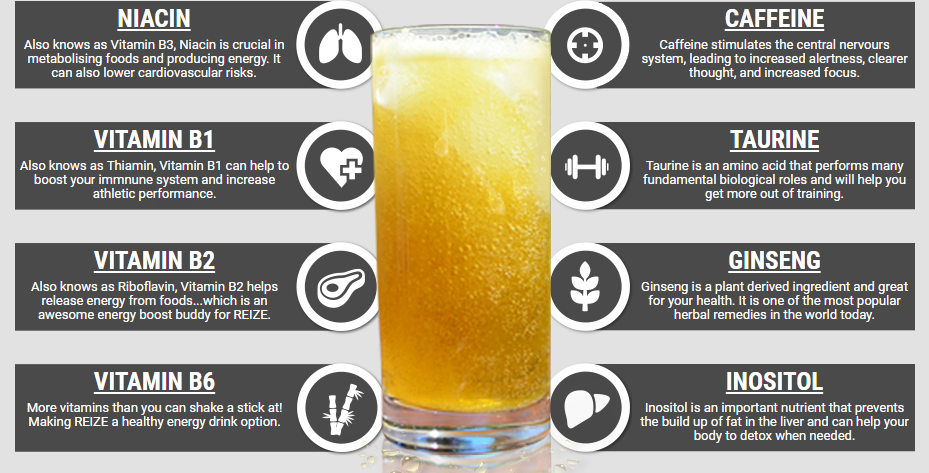 NIACIN
Also knows as Vitamin B3, Niacin is crucial in
metabolising foods and producing energy. It
can also lower cardiovascular risks.
VITAMIN B1
Also knows as Thiamin, Vitamin B1 can help to
boost your immnune system and increase
athletic performance.
VITAMIN B2
Also knows as Riboflavin, Vitamin B2 helps
release energy from foods...which is an
awesome energy boost buddy for REIZE.
VITAMIN B6
More vitamins than you can shake a stick at!
Making REIZE a healthy energy drink option.
CAFFEINE
Caffeine stimulates the central nervours
system, leading to increased alertness, clearer
thought, and increased focus.
TAURINE
Taurine is an amino acid that performs many
fundamental biological roles and will help you
get more out of training.
GINSENG
Ginseng is a plant derived ingredient and great
for your health. It is one of the most popular
herbal remedies in the world today.
INOSITOL
Inositol is an important nutrient that prevents
the build up of fat in the liver and can help your
body to detox when needed.